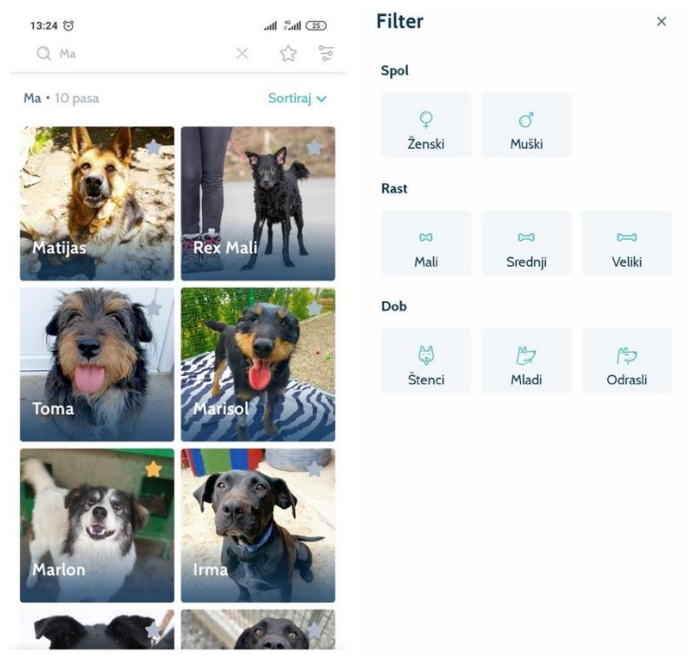 13:24
4G
25
Ma
Ma • 10 pasa
Sortiraj
Matijas
Rex Mali
Toma
Marisol
Marlon
Irma
Filter
Spol
Ženski
Muški
Rast
Mali
Srednji
Veliki
Dob
Štenci
Mladi
Odrasli